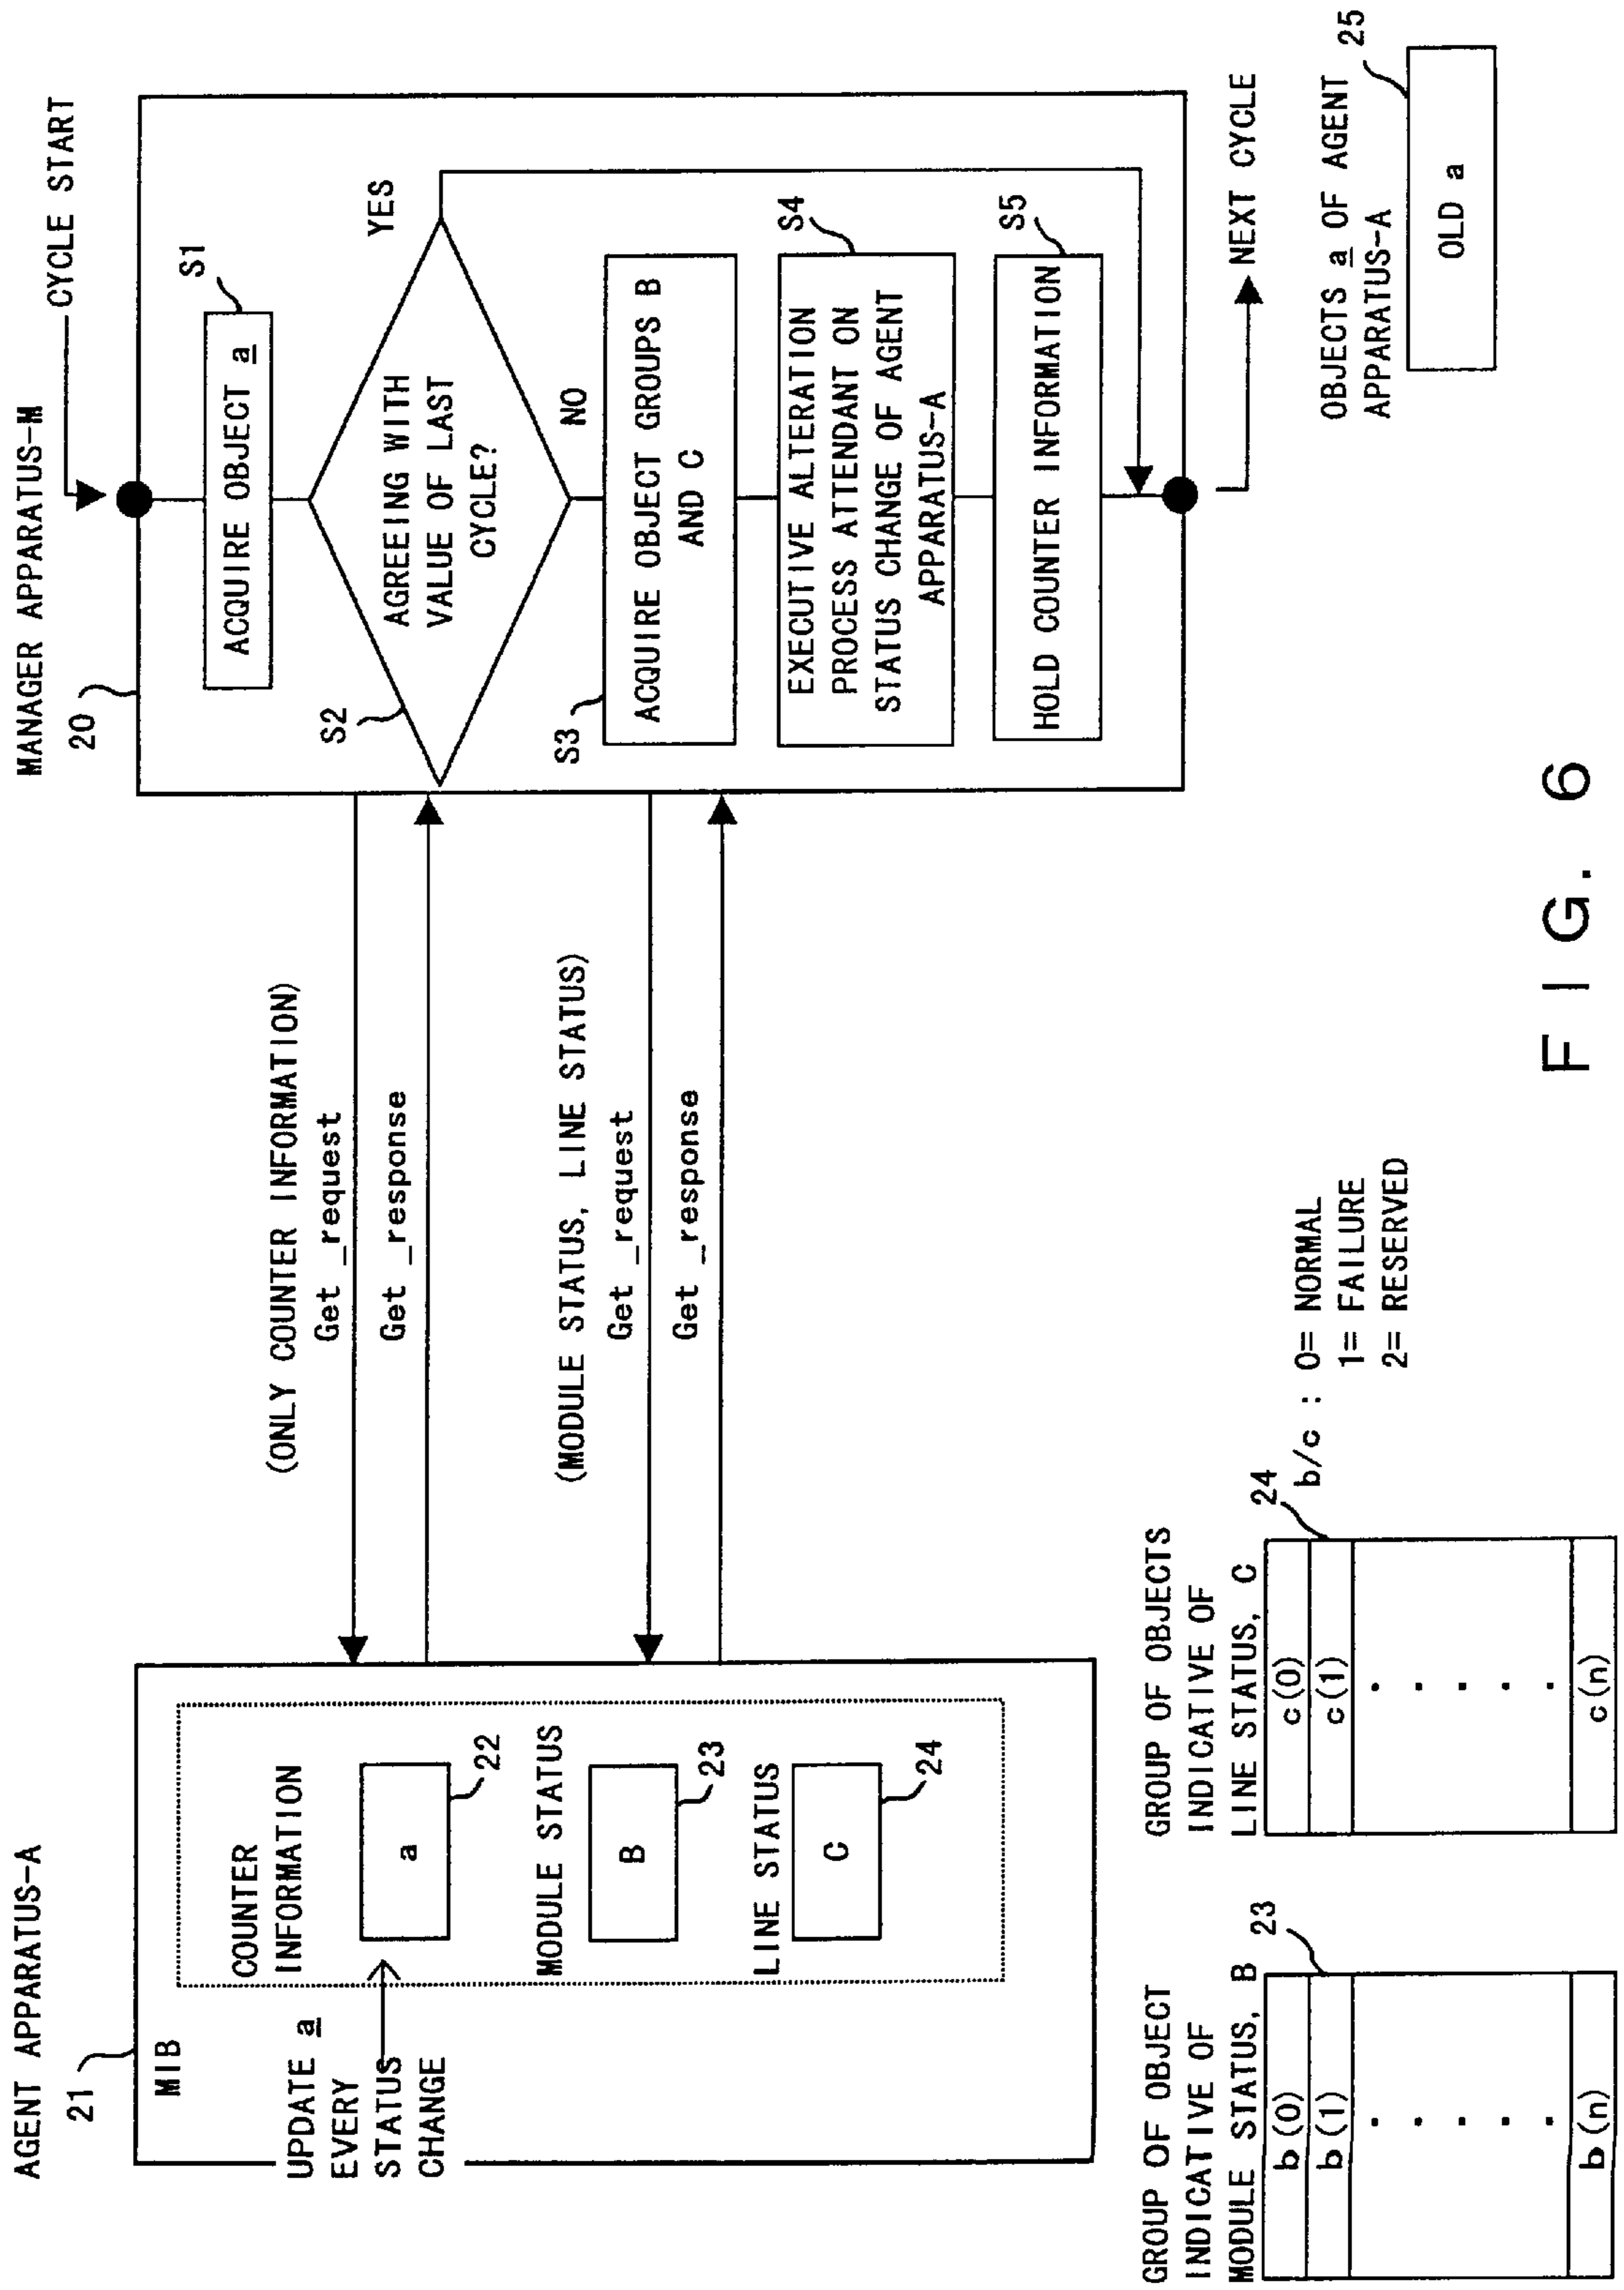 AGENT APPARATUS-A
21
MIB
UPDATE a
EVERY
STATUS
CHANGE
COUNTER
INFORMATION
a
22
MODULE STATUS
B
23
LINE STATUS
C
24
(ONLY COUNTER INFORMATION)
Get _request
Get _response
(MODULE STATUS, LINE STATUS)
Get _request
Get _response
MANAGER APPARATUS-M
20
CYCLE START
ACQUIRE OBJECT a
S1
S2
AGREEING WITH
VALUE OF LAST
CYCLE?
YES
NO
S3
ACQUIRE OBJECT GROUPS B
AND C
S4
EXECUTIVE ALTERATION
PROCESS ATTENDANT ON
STATUS CHANGE OF AGENT
APPARATUS-A
S5
HOLD COUNTER INFORMATION
NEXT CYCLE
OBJECTS a OF AGENT
APPARATUS-A
25
OLD a
GROUP OF OBJECT
INDICATIVE OF
MODULE STATUS, B
23
b(0)
b(1)
· · · · ·
b(n)
GROUP OF OBJECTS
INDICATIVE OF
LINE STATUS, C
24
c(0)
c(1)
· · · · ·
c(n)
b/c : 0= NORMAL
1= FAILURE
2= RESERVED
FIG. 6